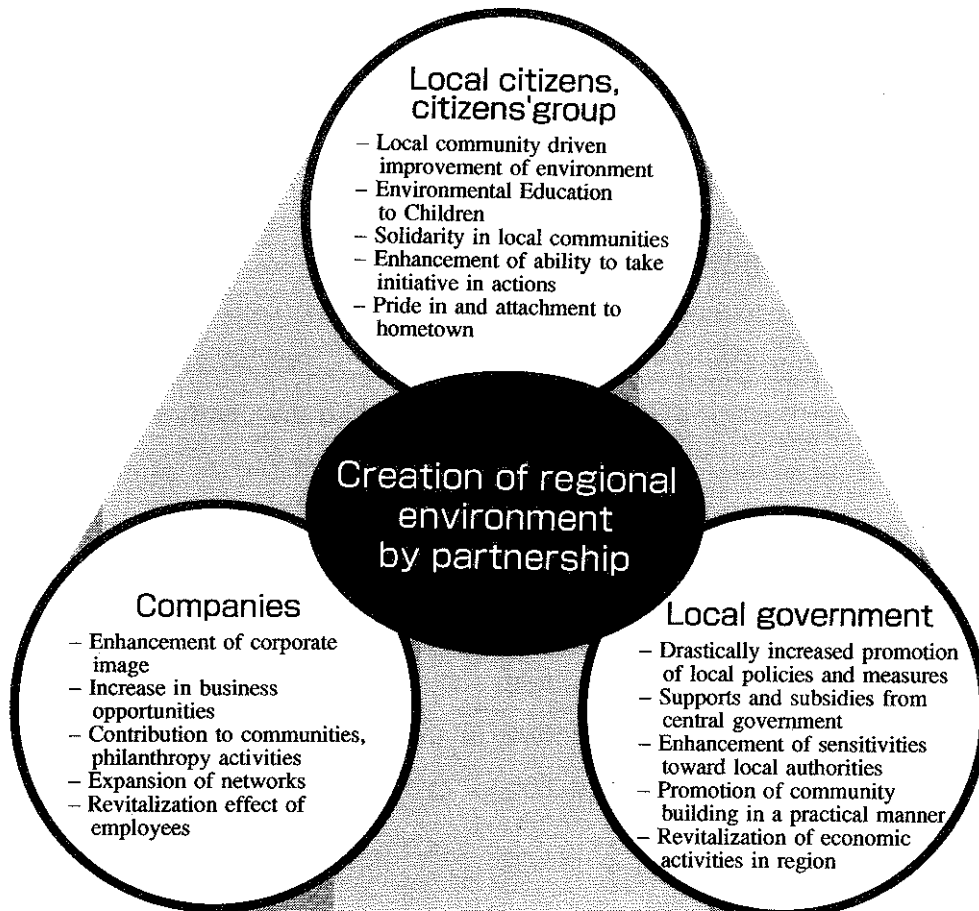 Local citizens,
citizens'group
– Local community driven
improvement of environment
– Environmental Education
to Children
– Solidarity in local communities
– Enhancement of ability to take
initiative in actions
– Pride in and attachment to
hometown
Creation of regional
environment
by partnership
Companies
– Enhancement of corporate
image
– Increase in business
opportunities
– Contribution to communities,
philanthropy activities
– Expansion of networks
– Revitalization effect of
employees
Local government
– Drastically increased promotion
of local policies and measures
– Supports and subsidies from
central government
– Enhancement of sensitivities
toward local authorities
– Promotion of community
building in a practical manner
– Revitalization of economic
activities in region